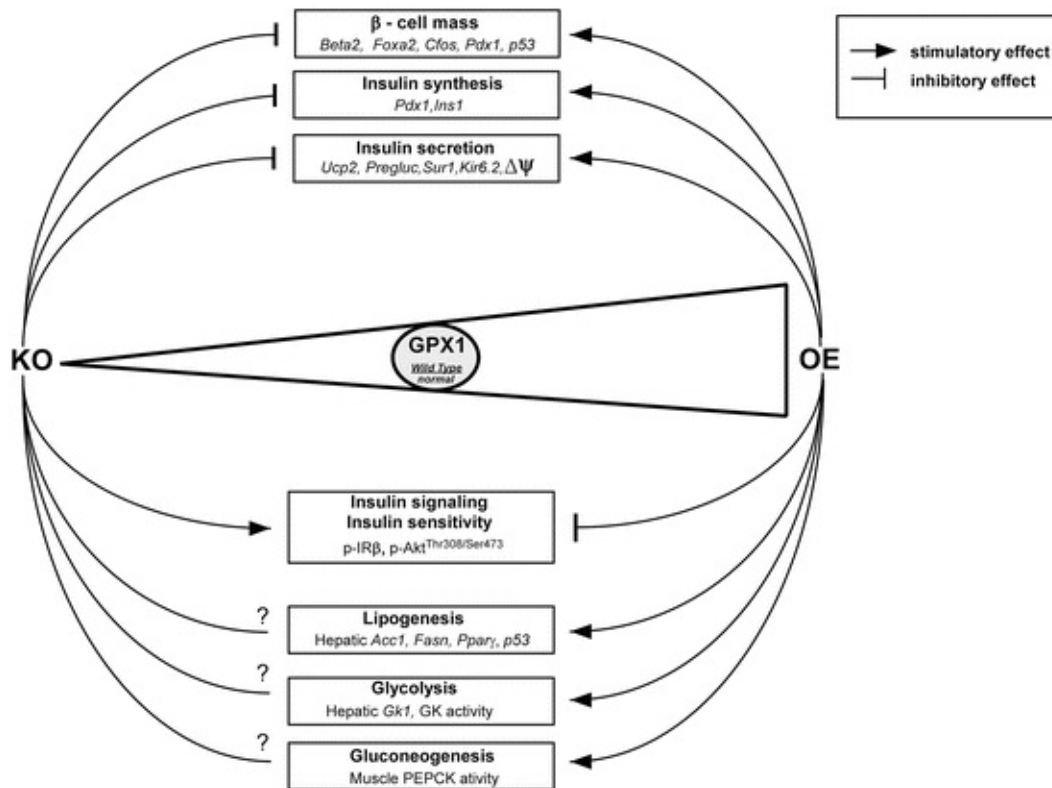 β - cell mass
Beta2, Foxa2, Cfos, Pdx1, p53
Insulin synthesis
Pdx1,Ins1
Insulin secretion
Ucp2, Pregluc,Sur1,Kir6.2,ΔΨ
stimulatory effect
inhibitory effect
KO
GPX1
Wild Type
normal
OE
Insulin signaling
Insulin sensitivity
p-IRβ, p-Akt^Thr308/Ser473
?
Lipogenesis
Hepatic Acc1, Fasn, Pparγ, p53
?
Glycolysis
Hepatic Gk1, GK activity
?
Gluconeogenesis
Muscle PEPCK ativity